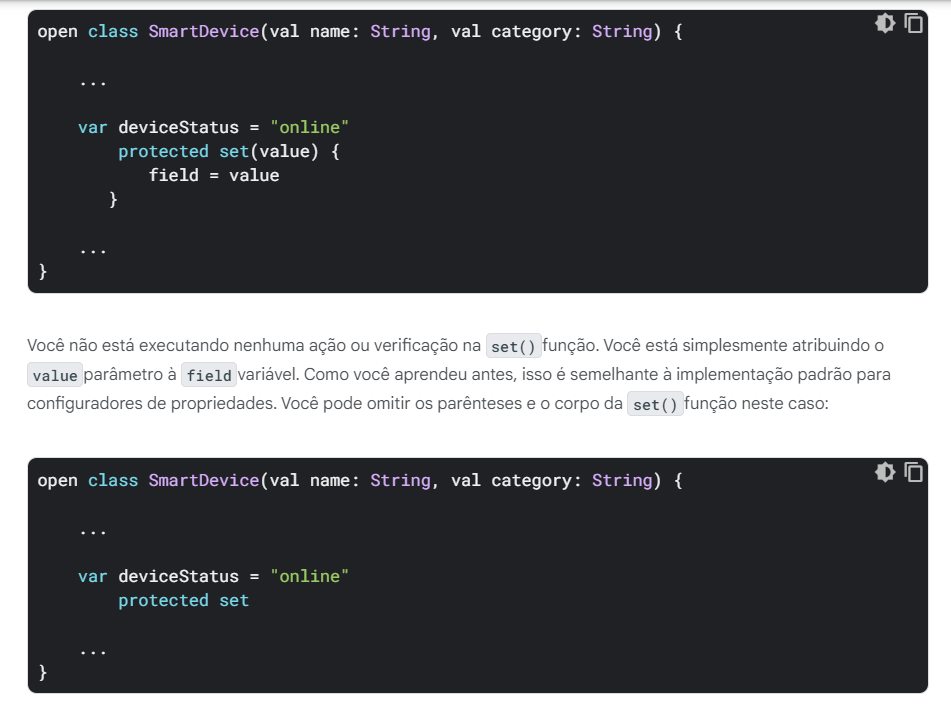 open class SmartDevice(val name: String, val category: String) {
    ...
    var deviceStatus = "online"
        protected set(value) {
           field = value
       }
    ...
}
Você não está executando nenhuma ação ou verificação na set() função. Você está simplesmente atribuindo o
value parâmetro à field variável. Como você aprendeu antes, isso é semelhante à implementação padrão para
configuradores de propriedades. Você pode omitir os parênteses e o corpo da set() função neste caso:
open class SmartDevice(val name: String, val category: String) {
    ...
    var deviceStatus = "online"
        protected set
    ...
}